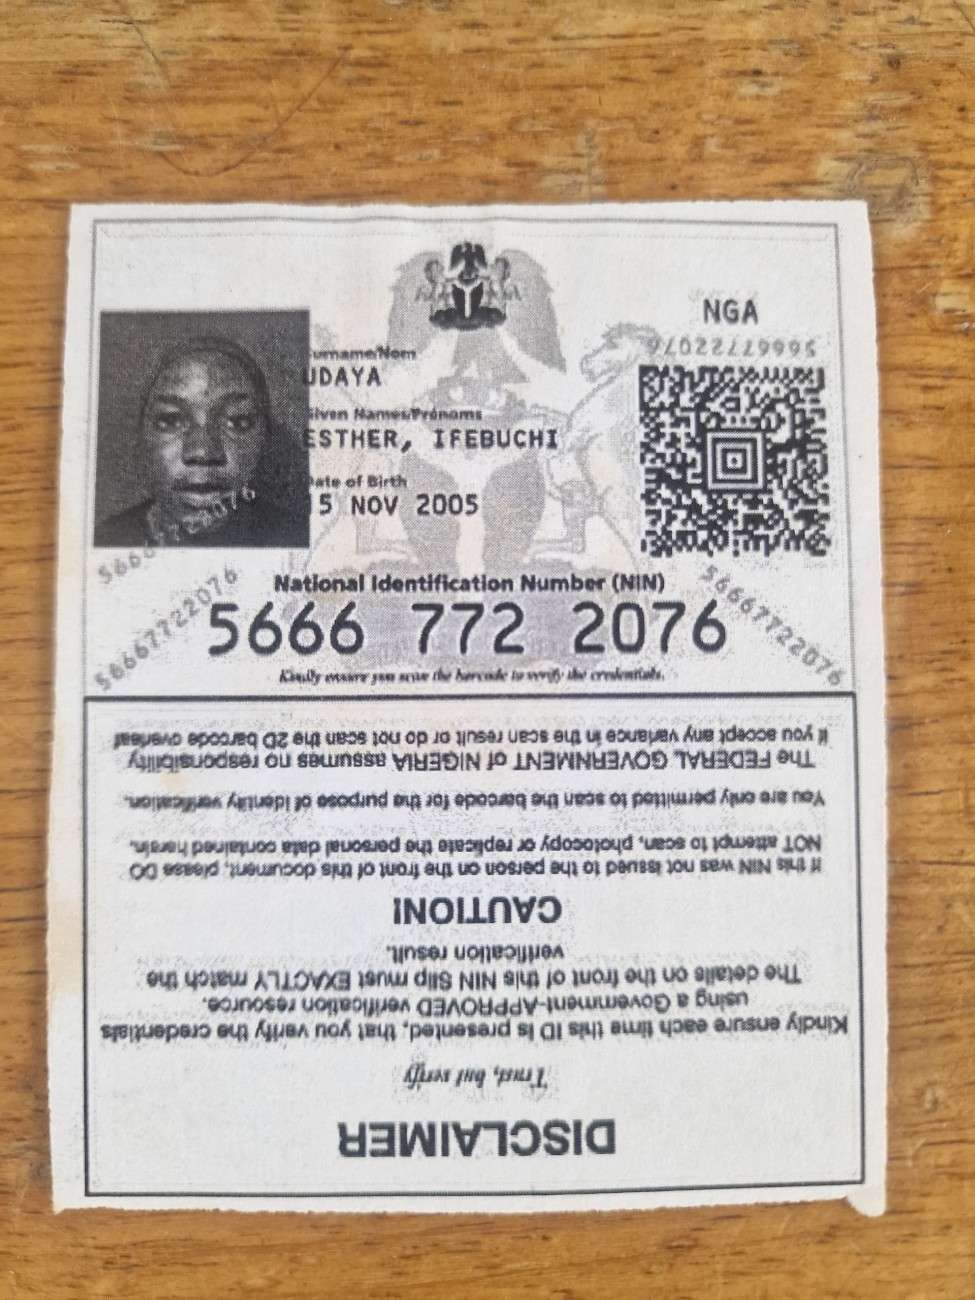 NGA
56667722076
Surname/Nom
UDAYA
Given Names/Prénoms
ESTHER, IFEBUCHI
Date of Birth
5 NOV 2005
56667722076
56667722076
National Identification Number (NIN)
5666 772 2076
Kindly ensure you scan the barcode to verify the credentials.
DISCLAIMER
Trust, but verify
Kindly ensure each time this ID is presented, that you verify the credentials
using a Government-APPROVED verification resource.
The details on the front of this NIN Slip must EXACTLY match the
verification result.
CAUTION!
If this NIN was not issued to the person on the front of this document, please DO
NOT attempt to scan, photocopy or replicate the personal data contained herein.
You are only permitted to scan the barcode for the purpose of identity verification.
The FEDERAL GOVERNMENT of NIGERIA assumes no responsibility
if you accept any variance in the scan result or do not scan the 2D barcode overleaf